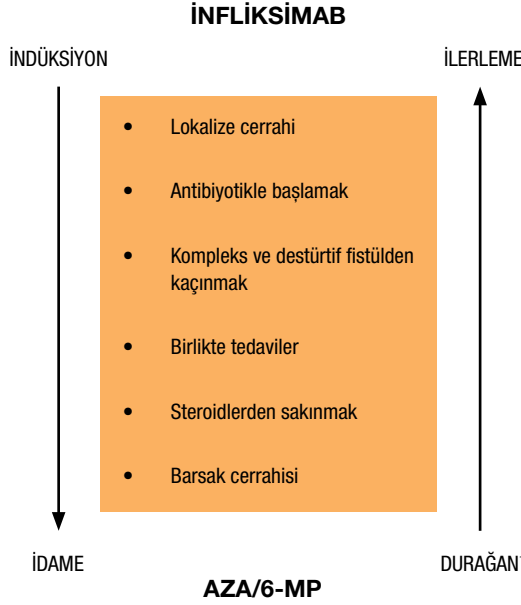 İNFLİKSİMAB
İNDÜKSİYON
İLERLEME
• Lokalize cerrahi
• Antibiyotikle başlamak
• Kompleks ve destürtif fistülden
kaçınmak
• Birlikte tedaviler
• Steroidlerden sakınmak
• Barsak cerrahisi
İDAME
DURAĞAN
AZA/6-MP